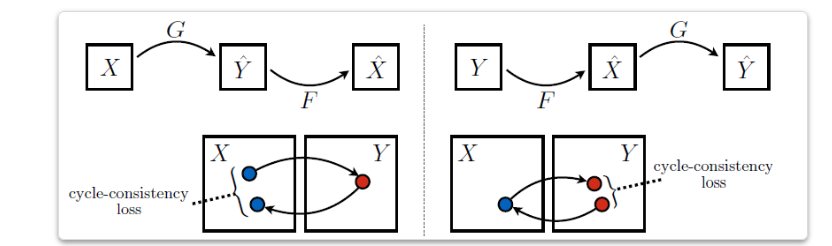 G
X Ŷ X̂
F
G
Y X̂ Ŷ
F
X Y
cycle-consistency
loss
X Y
cycle-consistency
loss